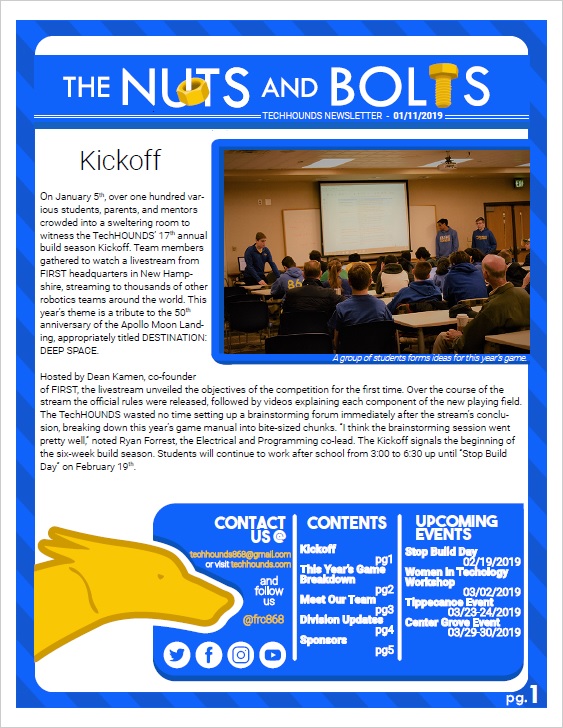 THE NUTS AND BOLTS
TECHHOUNDS NEWSLETTER - 01/11/2019
Kickoff
On January 5th, over one hundred var-
ious students, parents, and mentors
crowded into a sweltering room to
witness the TechHOUNDS' 17th annual
build season Kickoff. Team members
gathered to watch a livestream from
FIRST headquarters in New Hamp-
shire, streaming to thousands of other
robotics teams around the world. This
year's theme is a tribute to the 50th
anniversary of the Apollo Moon Land-
ing, appropriately titled DESTINATION:
DEEP SPACE.
A group of students forms ideas for this year's game.
Hosted by Dean Kamen, co-founder
of FIRST, the livestream unveiled the objectives of the competition for the first time. Over the course of the
stream the official rules were released, followed by videos explaining each component of the new playing field.
The TechHOUNDS wasted no time setting up a brainstorming forum immediately after the stream's conclu-
sion, breaking down this year's game manual into bite-sized chunks. "I think the brainstorming session went
pretty well," noted Ryan Forrest, the Electrical and Programming co-lead. The Kickoff signals the beginning of
the six-week build season. Students will continue to work after school from 3:00 to 6:30 up until "Stop Build
Day" on February 19th.
CONTACT
US @
techhounds868@gmail.com
or visit techhounds.com
and
follow
us
@frc868
CONTENTS
Kickoff
pg1
This Year's Game
Breakdown
pg2
Meet Our Team
pg3
Division Updates
pg4
Sponsors
pg5
UPCOMING
EVENTS
Stop Build Day
02/19/2019
Women In Techology
Workshop
03/02/2019
Tippecanoe Event
03/23-24/2019
Center Grove Event
03/29-30/2019
pg.1